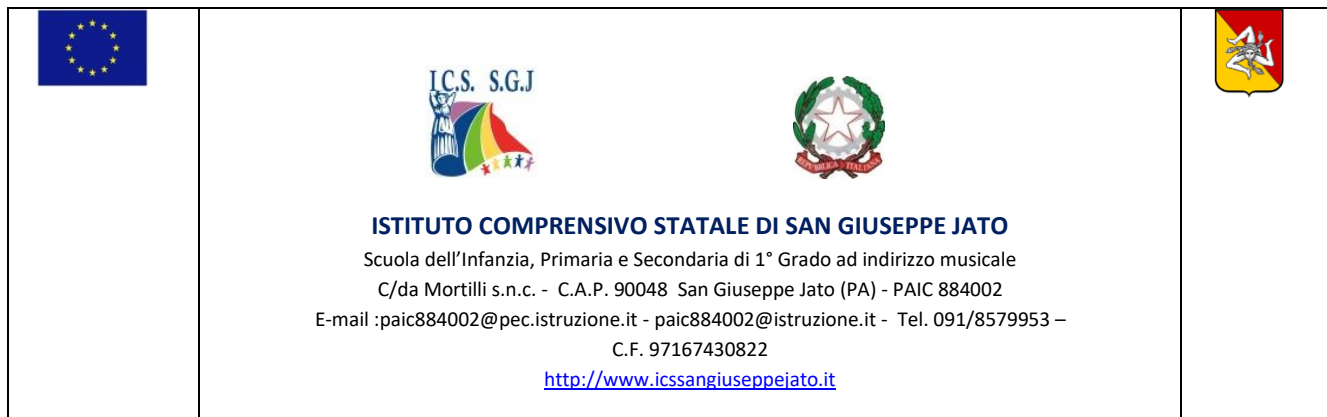 I.C.S. S.G.J
REPVBBLICA ITALIANA
ISTITUTO COMPRENSIVO STATALE DI SAN GIUSEPPE JATO
Scuola dell'Infanzia, Primaria e Secondaria di 1° Grado ad indirizzo musicale
C/da Mortilli s.n.c. - C.A.P. 90048 San Giuseppe Jato (PA) - PAIC 884002
E-mail :paic884002@pec.istruzione.it - paic884002@istruzione.it - Tel. 091/8579953 –
C.F. 97167430822
http://www.icssangiuseppejato.it